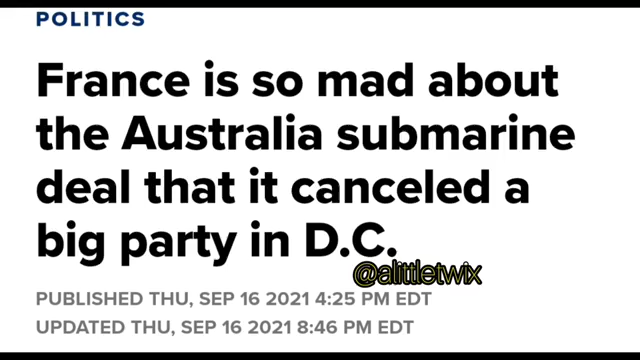 POLITICS
France is so mad about
the Australia submarine
deal that it canceled a
big party in D.C.
@alittletwix
PUBLISHED THU, SEP 16 2021 4:25 PM EDT
UPDATED THU, SEP 16 2021 8:46 PM EDT